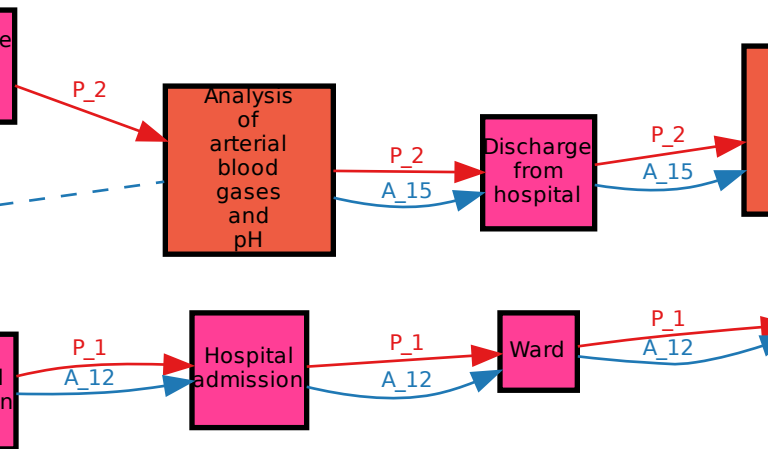 e
P_2
Analysis
of
arterial
blood
gases
and
pH
P_2
A_15
Discharge
from
hospital
P_2
A_15
l
n
P_1
A_12
Hospital
admission
P_1
A_12
Ward
P_1
A_12